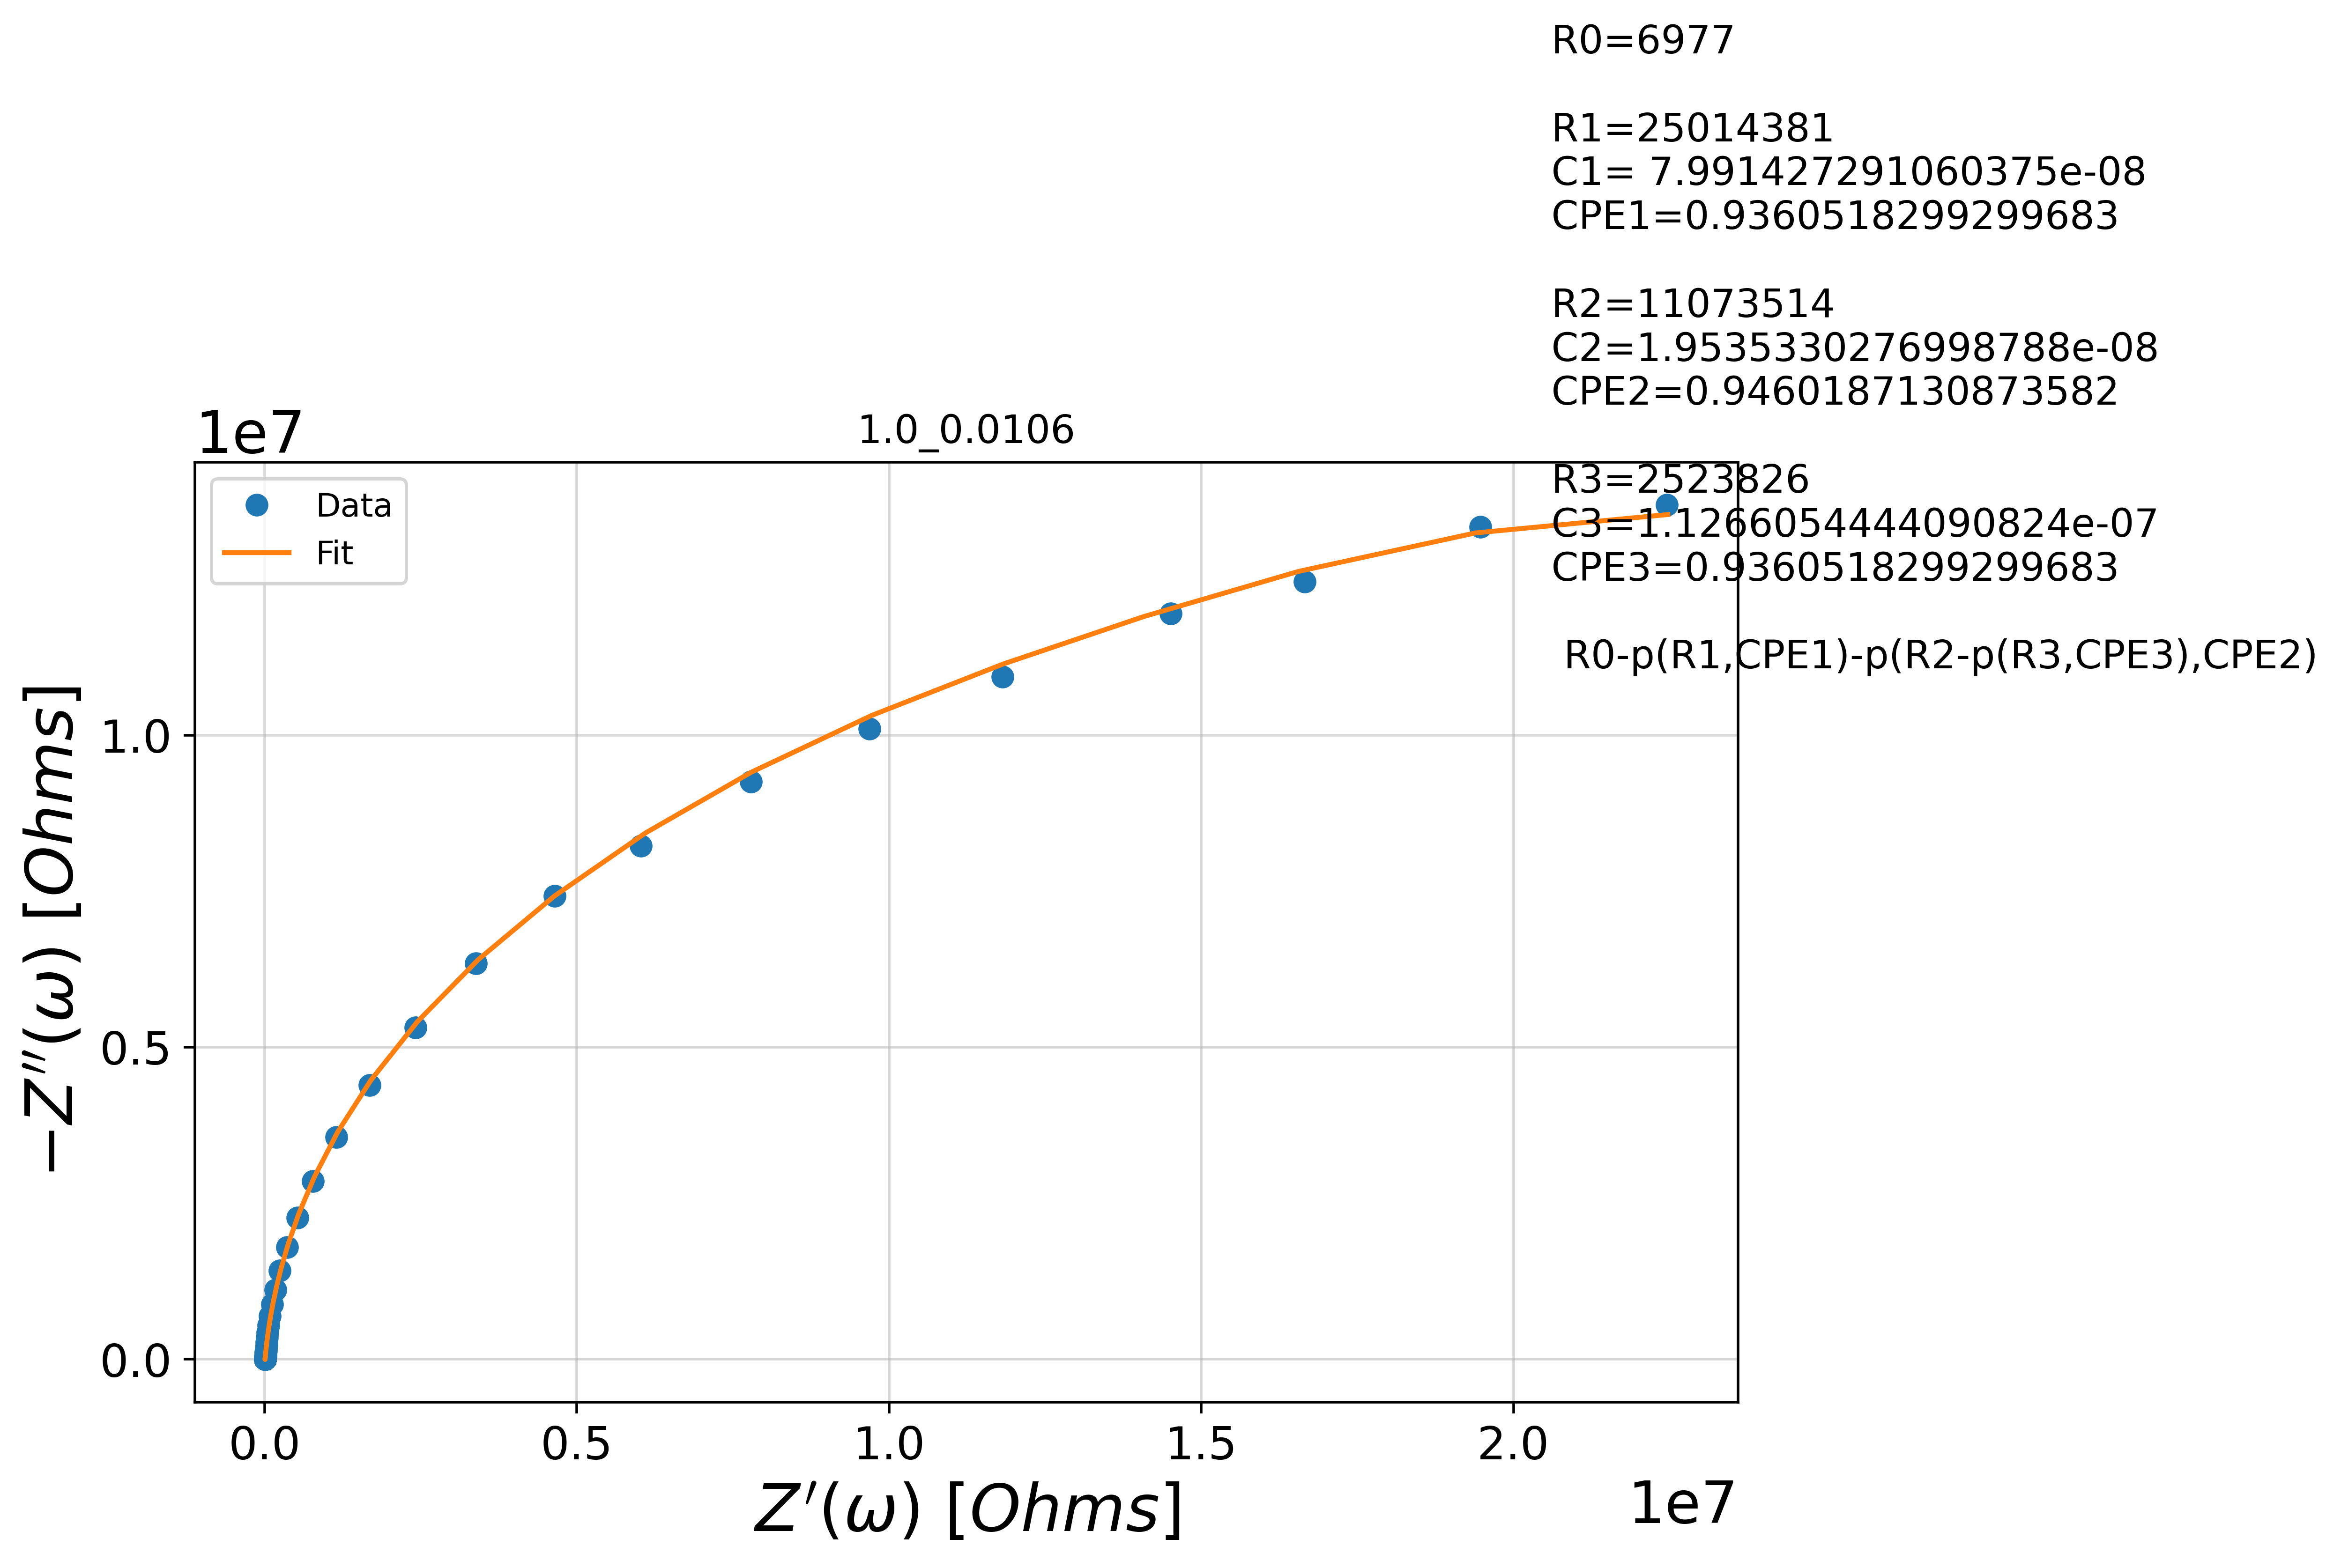 R0=6977
R1=25014381
C1= 7.991427291060375e-08
CPE1=0.9360518299299683
R2=11073514
C2=1.9535330276998788e-08
CPE2=0.9460187130873582
1e7
1.0_0.0106
R3=2523826
C3=1.1266054444090824e-07
CPE3=0.9360518299299683
R0-p(R1,CPE1)-p(R2-p(R3,CPE3),CPE2)
Data
Fit
−Z′′(ω) [Ohms]
1.0
0.5
0.0
0.0 0.5 1.0 1.5 2.0
Z′(ω) [Ohms]
1e7